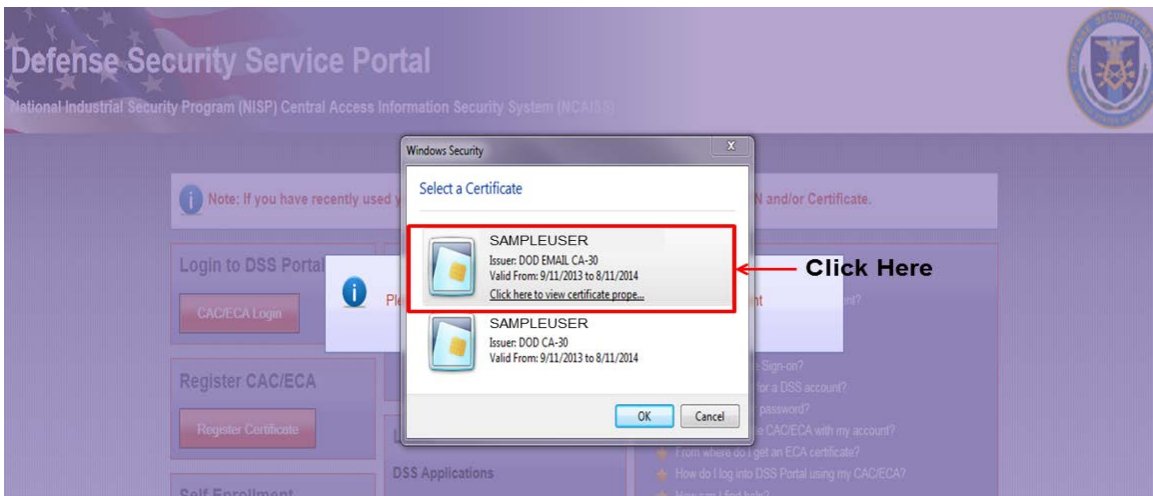 Defense Security Service Portal
National Industrial Security Program (NISP) Central Access Information Security System (NCAISS)
Windows Security
X
Select a Certificate
Note: If you have recently used y
N and/or Certificate.
SAMPLEUSER
Issuer: DOD EMAIL CA-30
Valid From: 9/11/2013 to 8/11/2014
Click here to view certificate prope...
Click Here
Login to DSS Portal
CAC/ECA Login
SAMPLEUSER
Issuer: DOD CA-30
Valid From: 9/11/2013 to 8/11/2014
OK
Cancel
Register CAC/ECA
Register Certificate
Sign-on?
for a DSS account?
password?
CAC/ECA with my account?
From where do I get an ECA certificate?
How do I log into DSS Portal using my CAC/ECA?
How can I find help?
DSS Applications
Self Enrollment